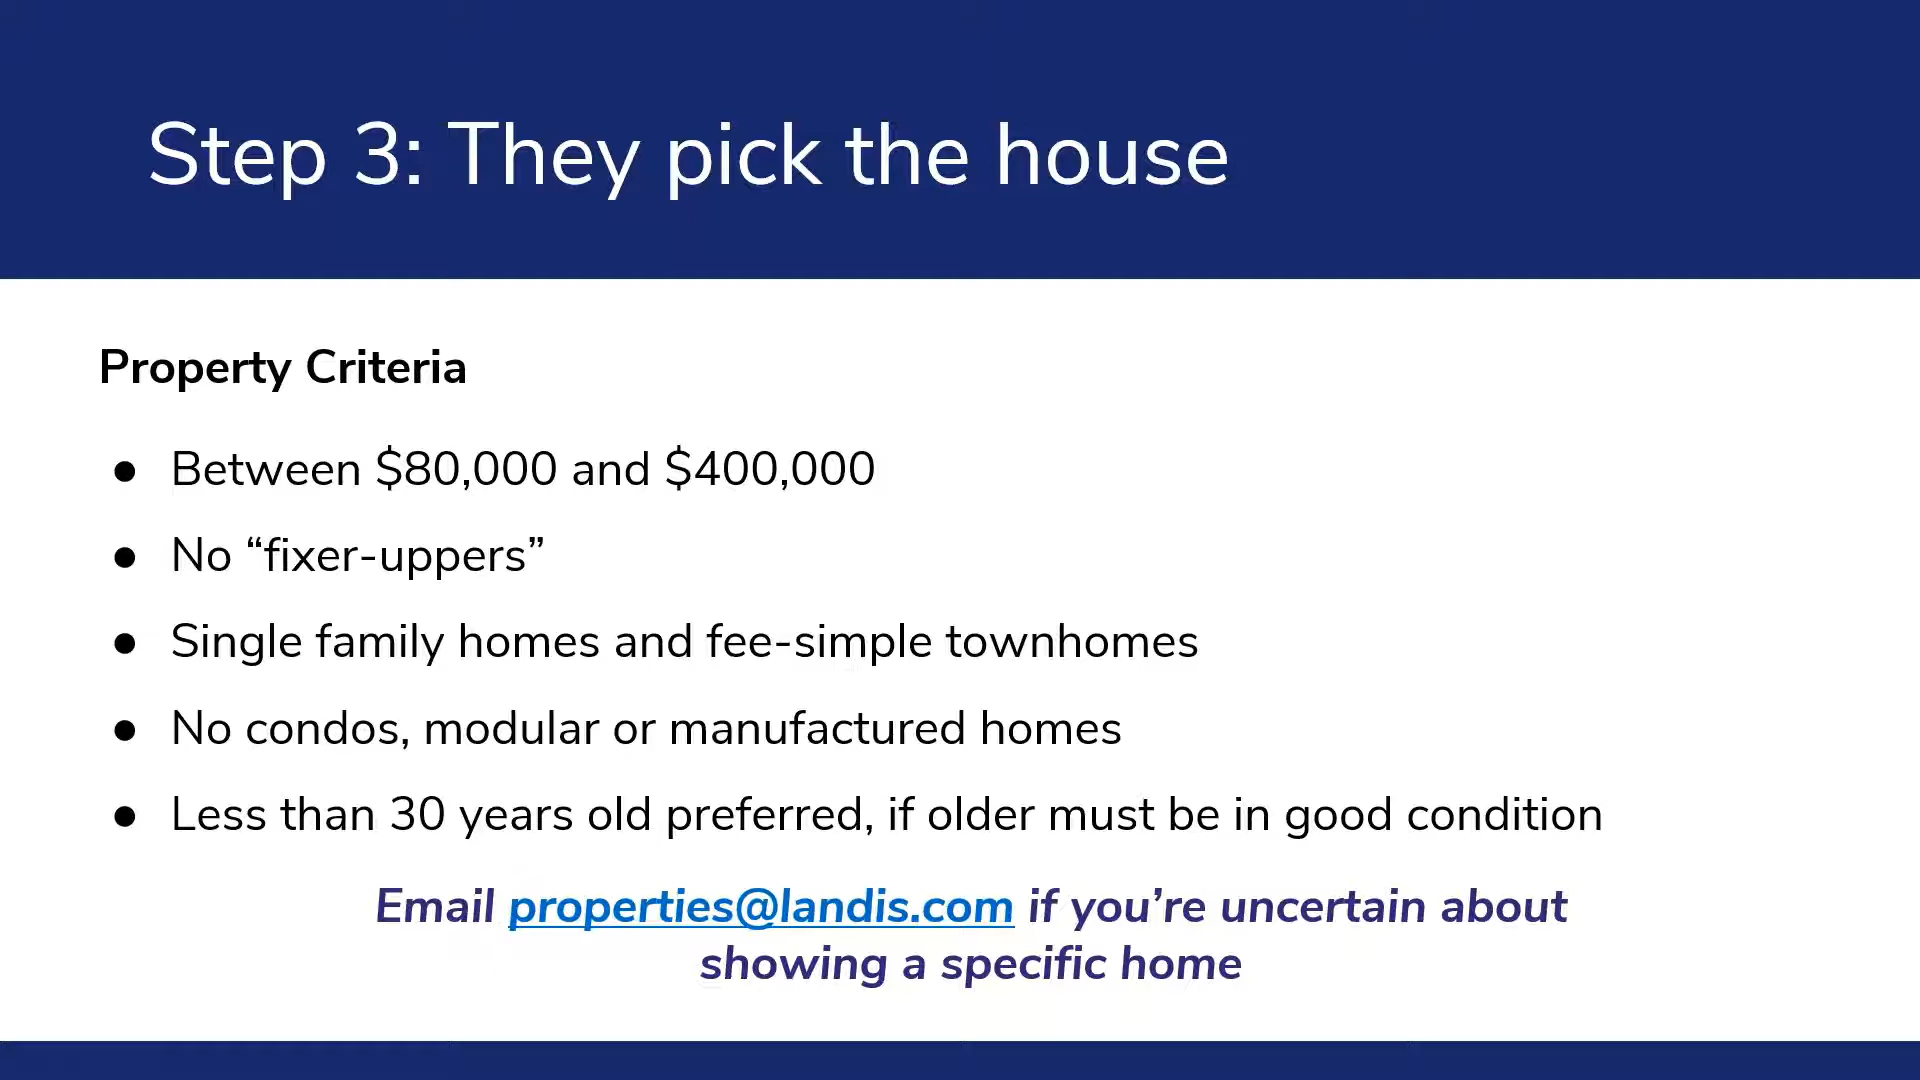 Step 3: They pick the house
Property Criteria
● Between $80,000 and $400,000
● No “fixer-uppers”
● Single family homes and fee-simple townhomes
● No condos, modular or manufactured homes
● Less than 30 years old preferred, if older must be in good condition
Email properties@landis.com if you’re uncertain about
showing a specific home